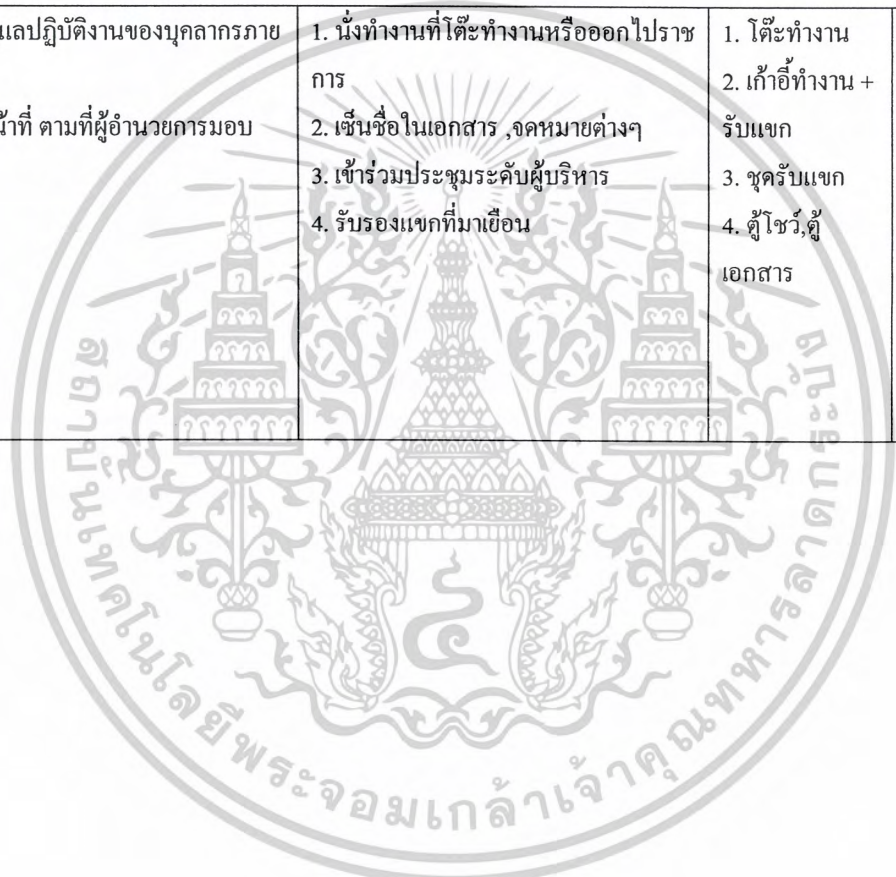 แลปฏิบัติงานของบุคลากรภาย
น้าที่ ตามที่ผู้อำนวยการมอบ
1. นั่งทำงานที่โต๊ะทำงานหรือออกไปราช
การ
2. เซ็นชื่อในเอกสาร ,จดหมายต่างๆ
3. เข้าร่วมประชุมระดับผู้บริหาร
4. รับรองแขกที่มาเยือน
1. โต๊ะทำงาน
2. เก้าอี้ทำงาน +
รับแขก
3. ชุดรับแขก
4. ตู้โชว์,ตู้
เอกสาร
สถาบันเทคโนโลยีพระจอมเกล้าเจ้าคุณทหารลาดกระบัง